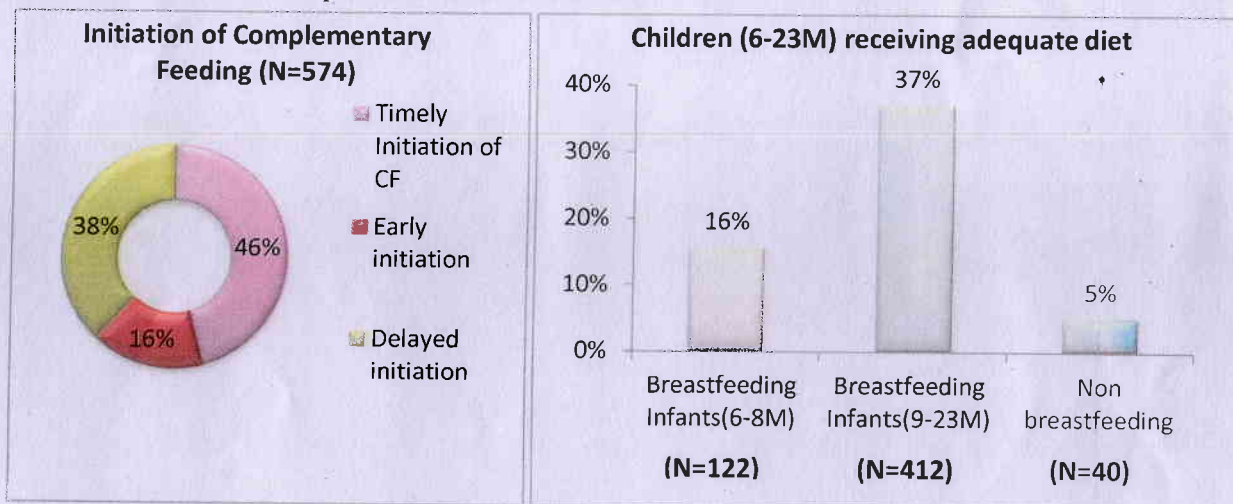 Initiation of Complementary
Feeding (N=574)
Timely
Initiation of
CF
Early
initiation
Delayed
initiation
38%
46%
16%
Children (6-23M) receiving adequate diet
40%
30%
20%
10%
0%
16%
37%
5%
Breastfeeding
Infants(6-8M)
Breastfeeding
Infants(9-23M)
Non
breastfeeding
(N=122)
(N=412)
(N=40)